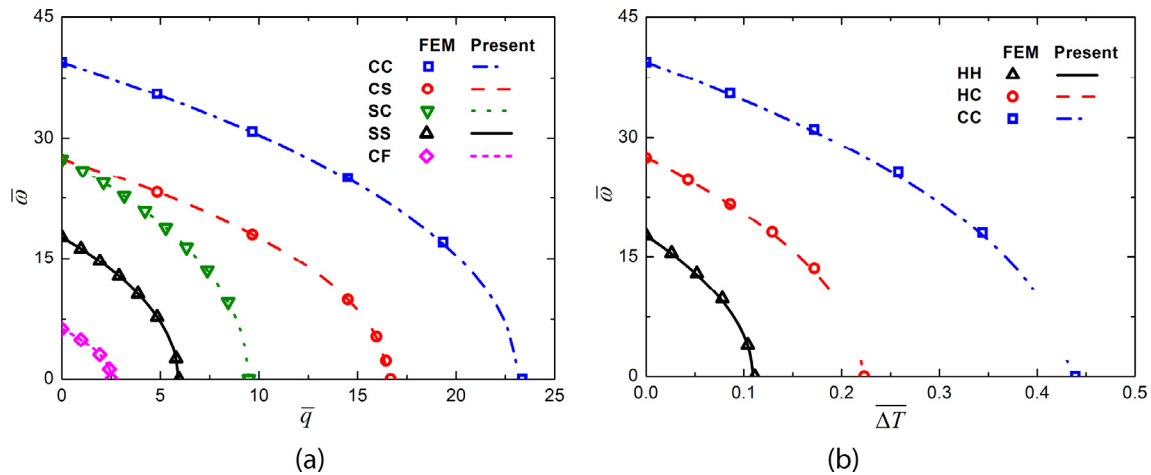 45
30
15
0
ω̅
FEM Present
CC
CS
SC
SS
CF
0 5 10 15 20 25
q̅
(a)
45
30
15
0
ω̅
FEM Present
HH
HC
CC
0.0 0.1 0.2 0.3 0.4 0.5
Δ̅T̅
(b)